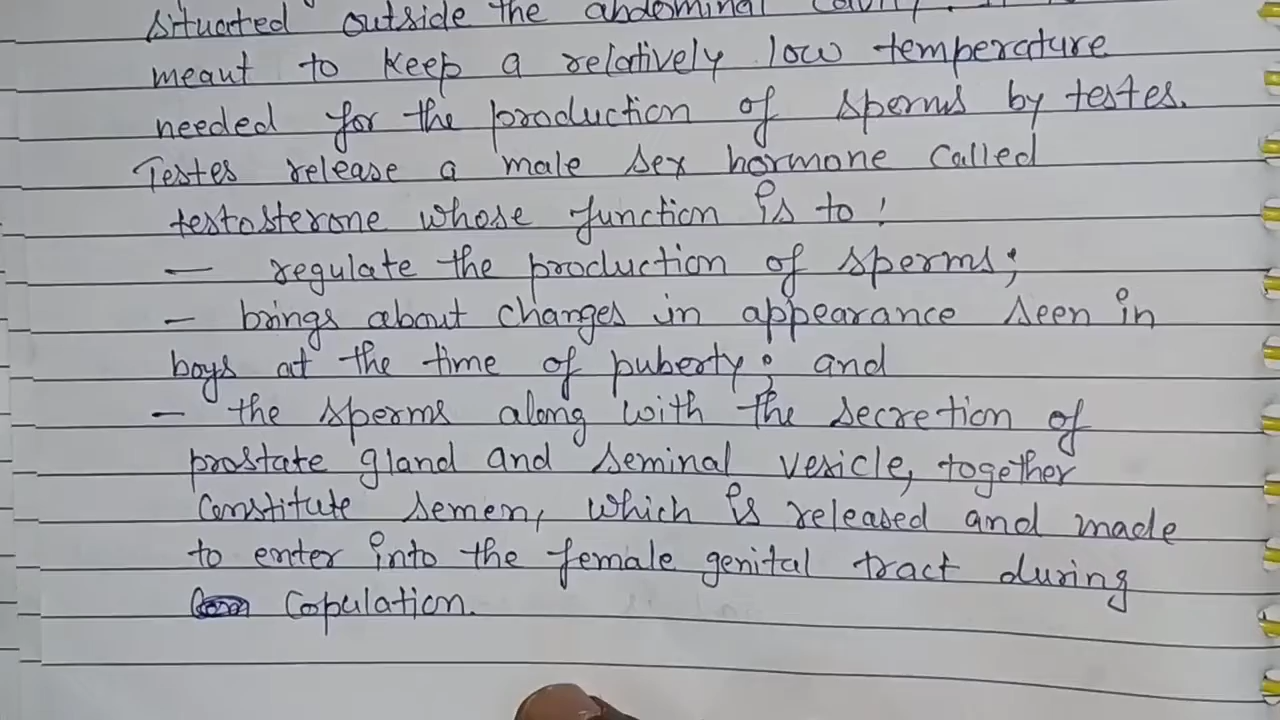 situated outside the abdominal cavity.
meant to keep a relatively low temperature
needed for the production of sperms by testes.
Testes release a male sex hormone called
testosterone whose function is to :
— regulate the production of sperms;
— brings about changes in appearance seen in
boys at the time of puberty; and
— the sperms along with the secretion of
prostate gland and seminal vesicle, together
constitute semen, which is released and made
to enter into the female genital tract during
copulation.